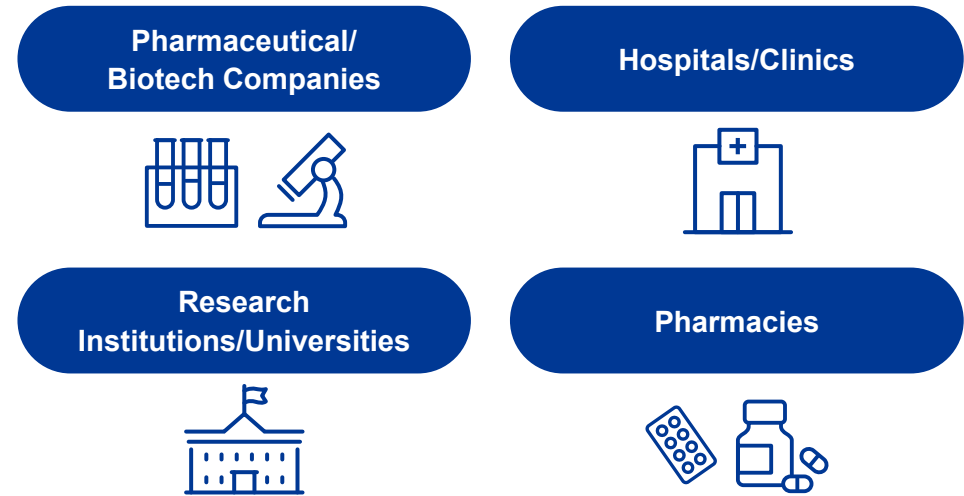 Pharmaceutical/
Biotech Companies
Hospitals/Clinics
Research
Institutions/Universities
Pharmacies